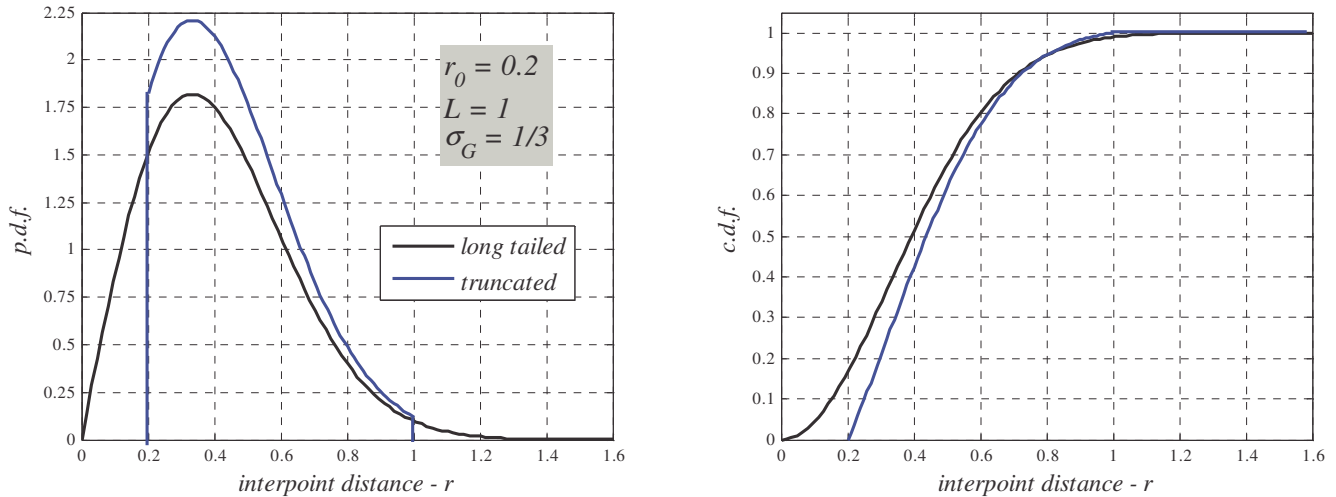 2.25
2
1.75
1.5
1.25
1
0.75
0.5
0.25
0
p.d.f.
r0 = 0.2
L = 1
σG = 1/3
long tailed
truncated
0 0.2 0.4 0.6 0.8 1 1.2 1.4 1.6
interpoint distance - r
1
0.9
0.8
0.7
0.6
0.5
0.4
0.3
0.2
0.1
0
c.d.f.
0 0.2 0.4 0.6 0.8 1 1.2 1.4 1.6
interpoint distance - r